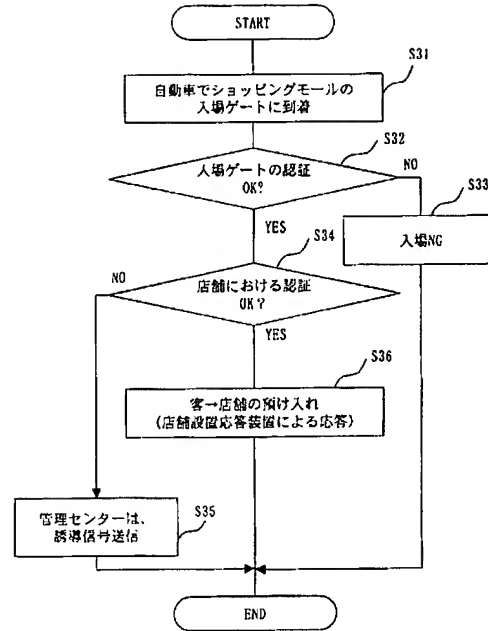 START
S31
自動車でショッピングモールの
入場ゲートに到着
S32
入場ゲートの認証
OK?
NO
S33
入場NG
YES
S34
店舗における認証
OK?
NO
YES
S36
客→店舗の預け入れ
(店舗設置応答装置による応答)
管理センターは、
誘導信号送信
S35
END